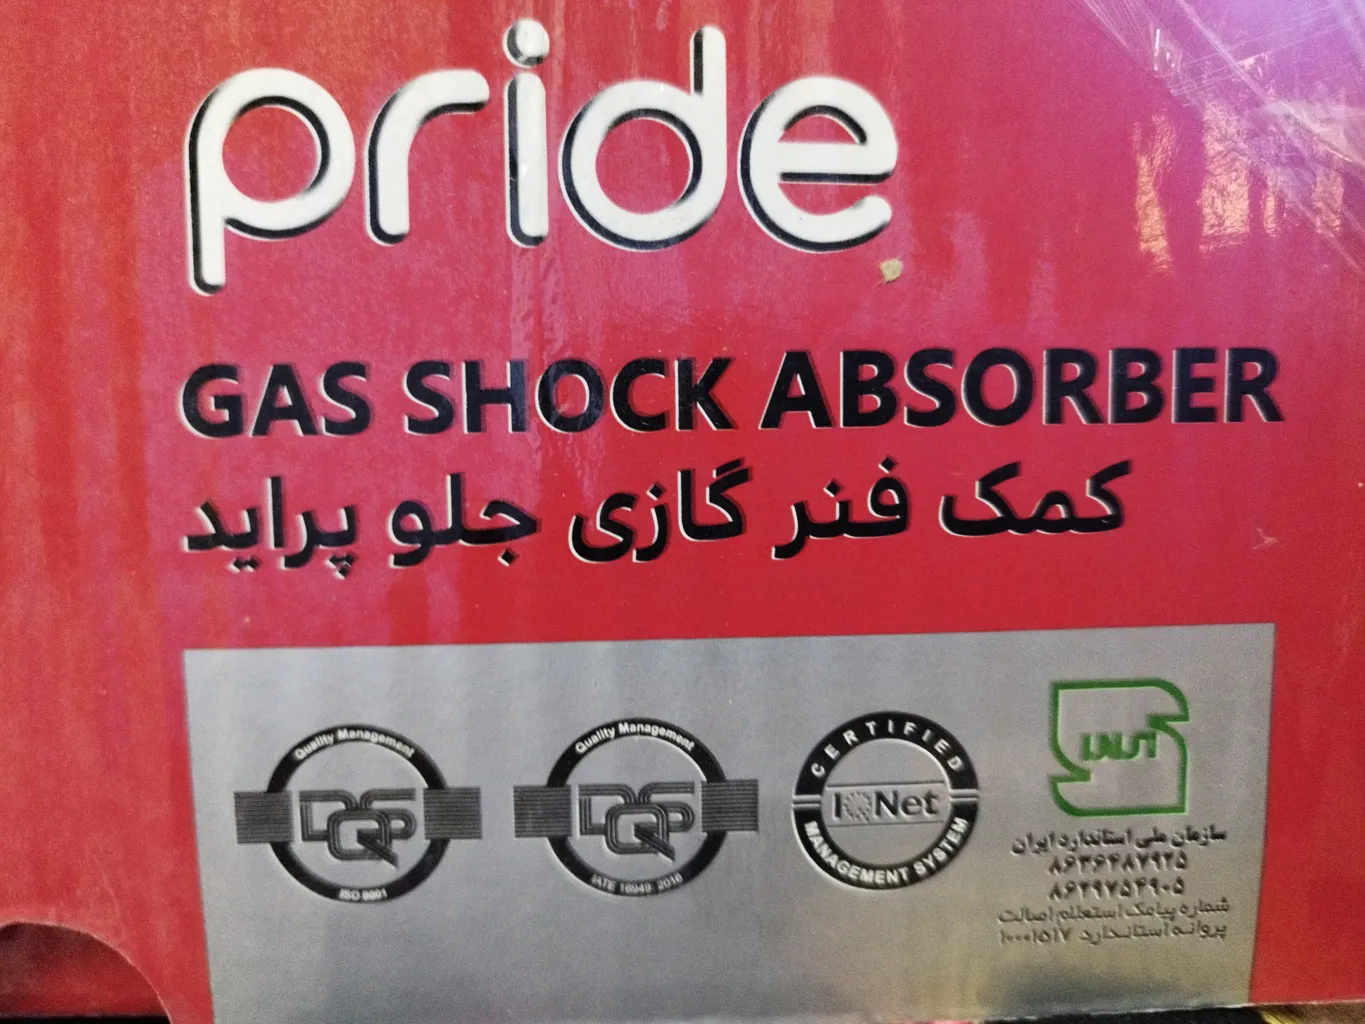 pride
GAS SHOCK ABSORBER
کمک فنر گازی جلو پراید
Quality Management
DQS
ISO 9001
Quality Management
DQS
IATF 16949 2016
CERTIFIED
IQNet
MANAGEMENT SYSTEM
سازمان ملی استاندارد ایران
۸۶۳۶۴۸۷۹۲۵
۸۶۲۹۷۵۴۹۰۵
شماره پیامک استعلام اصالت
پروانه استاندارد ۱۰۰۰۱۵۱۷